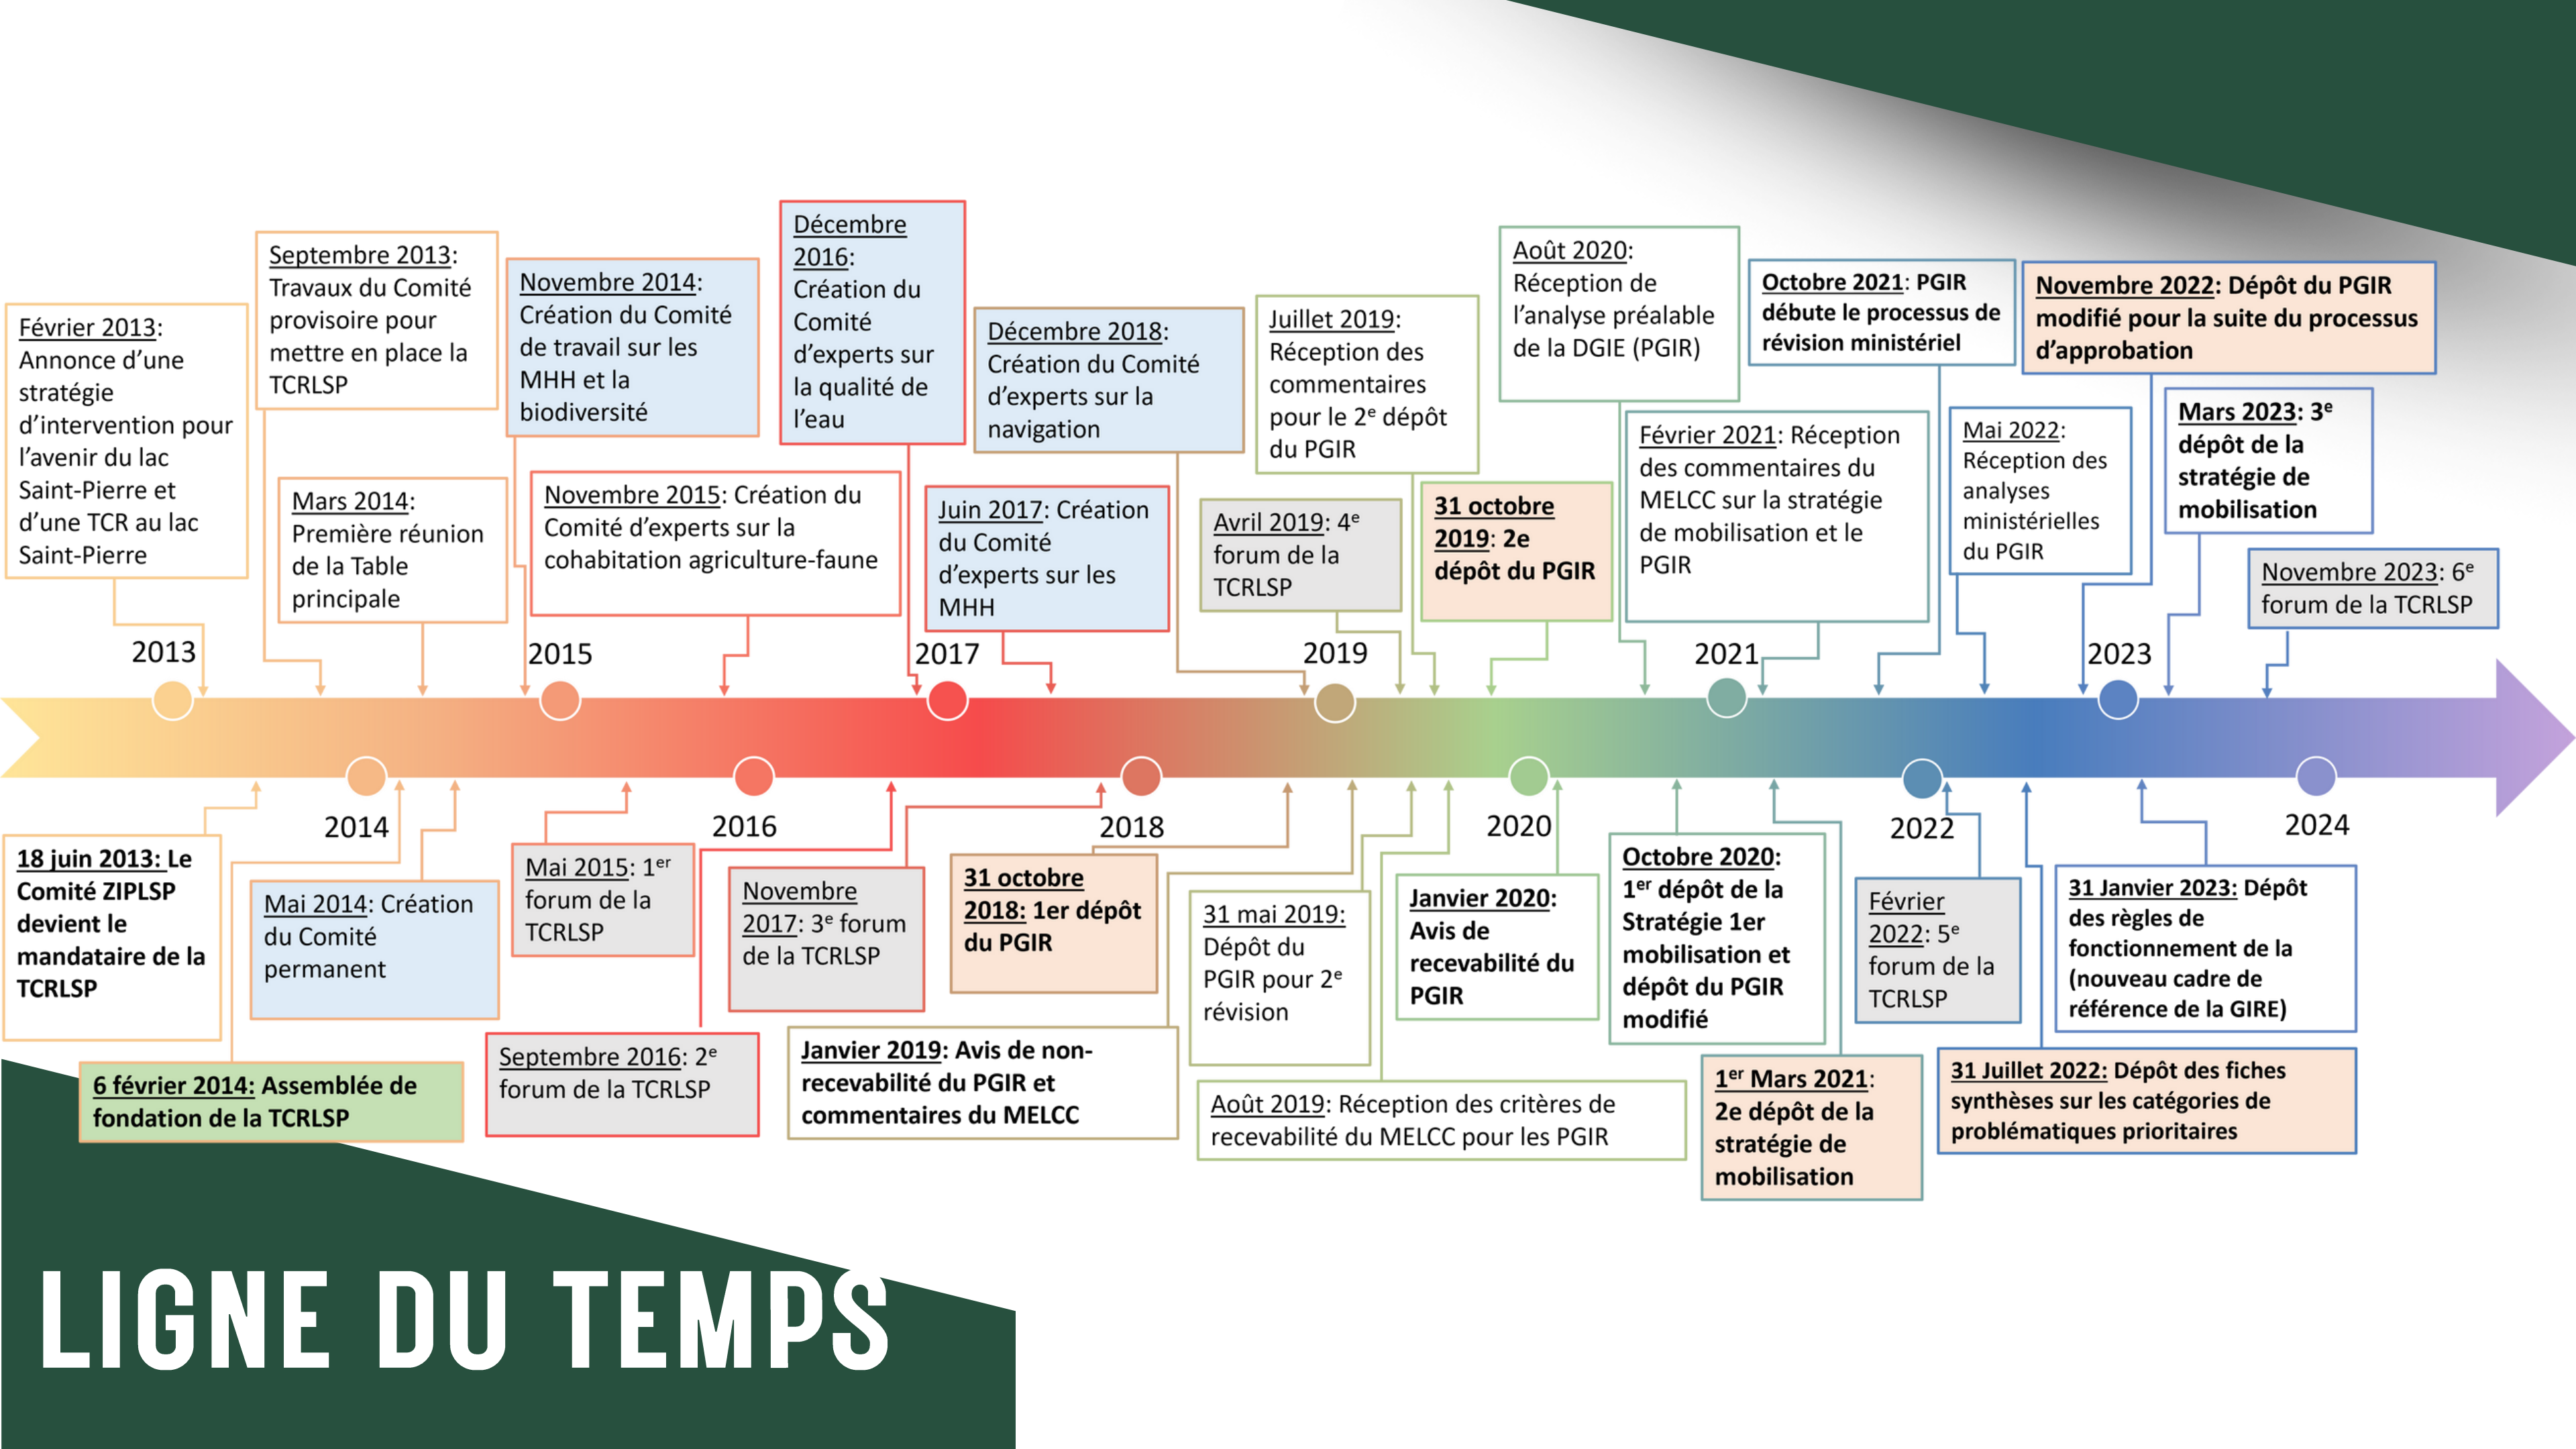 Février 2013:
Annonce d'une
stratégie
d'intervention pour
l'avenir du lac
Saint-Pierre et
d'une TCR au lac
Saint-Pierre
Septembre 2013:
Travaux du Comité
provisoire pour
mettre en place la
TCRLSP
Mars 2014:
Première réunion
de la Table
principale
Novembre 2014:
Création du Comité
de travail sur les
MHH et la
biodiversité
Novembre 2015: Création du
Comité d'experts sur la
cohabitation agriculture-faune
Décembre
2016:
Création du
Comité
d'experts sur
la qualité de
l'eau
Juin 2017: Création
du Comité
d'experts sur les
MHH
Décembre 2018:
Création du Comité
d'experts sur la
navigation
Avril 2019: 4e
forum de la
TCRLSP
Juillet 2019:
Réception des
commentaires
pour le 2e dépôt
du PGIR
31 octobre
2019: 2e
dépôt du PGIR
Août 2020:
Réception de
l'analyse préalable
de la DGIE (PGIR)
Février 2021: Réception
des commentaires du
MELCC sur la stratégie
de mobilisation et le
PGIR
Octobre 2021: PGIR
débute le processus de
révision ministériel
Mai 2022:
Réception des
analyses
ministérielles
du PGIR
Novembre 2022: Dépôt du PGIR
modifié pour la suite du processus
d'approbation
Mars 2023: 3e
dépôt de la
stratégie de
mobilisation
Novembre 2023: 6e
forum de la TCRLSP
2013
2015
2017
2019
2021
2023
2014
2016
2018
2020
2022
2024
18 juin 2013: Le
Comité ZIPLSP
devient le
mandataire de la
TCRLSP
6 février 2014: Assemblée de
fondation de la TCRLSP
Mai 2014: Création
du Comité
permanent
Mai 2015: 1er
forum de la
TCRLSP
Septembre 2016: 2e
forum de la TCRLSP
Novembre
2017: 3e forum
de la TCRLSP
31 octobre
2018: 1er dépôt
du PGIR
Janvier 2019: Avis de non-
recevabilité du PGIR et
commentaires du MELCC
31 mai 2019:
Dépôt du
PGIR pour 2e
révision
Août 2019: Réception des critères de
recevabilité du MELCC pour les PGIR
Janvier 2020:
Avis de
recevabilité du
PGIR
Octobre 2020:
1er dépôt de la
Stratégie 1er
mobilisation et
dépôt du PGIR
modifié
1er Mars 2021:
2e dépôt de la
stratégie de
mobilisation
Février
2022: 5e
forum de la
TCRLSP
31 Juillet 2022: Dépôt des fiches
synthèses sur les catégories de
problématiques prioritaires
31 Janvier 2023: Dépôt
des règles de
fonctionnement de la
(nouveau cadre de
référence de la GIRE)
LIGNE DU TEMPS